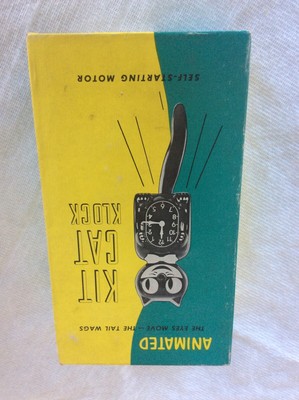 ANIMATED
THE EYES MOVE — THE TAIL WAGS
KIT
CAT
KLOCK
SELF-STARTING MOTOR